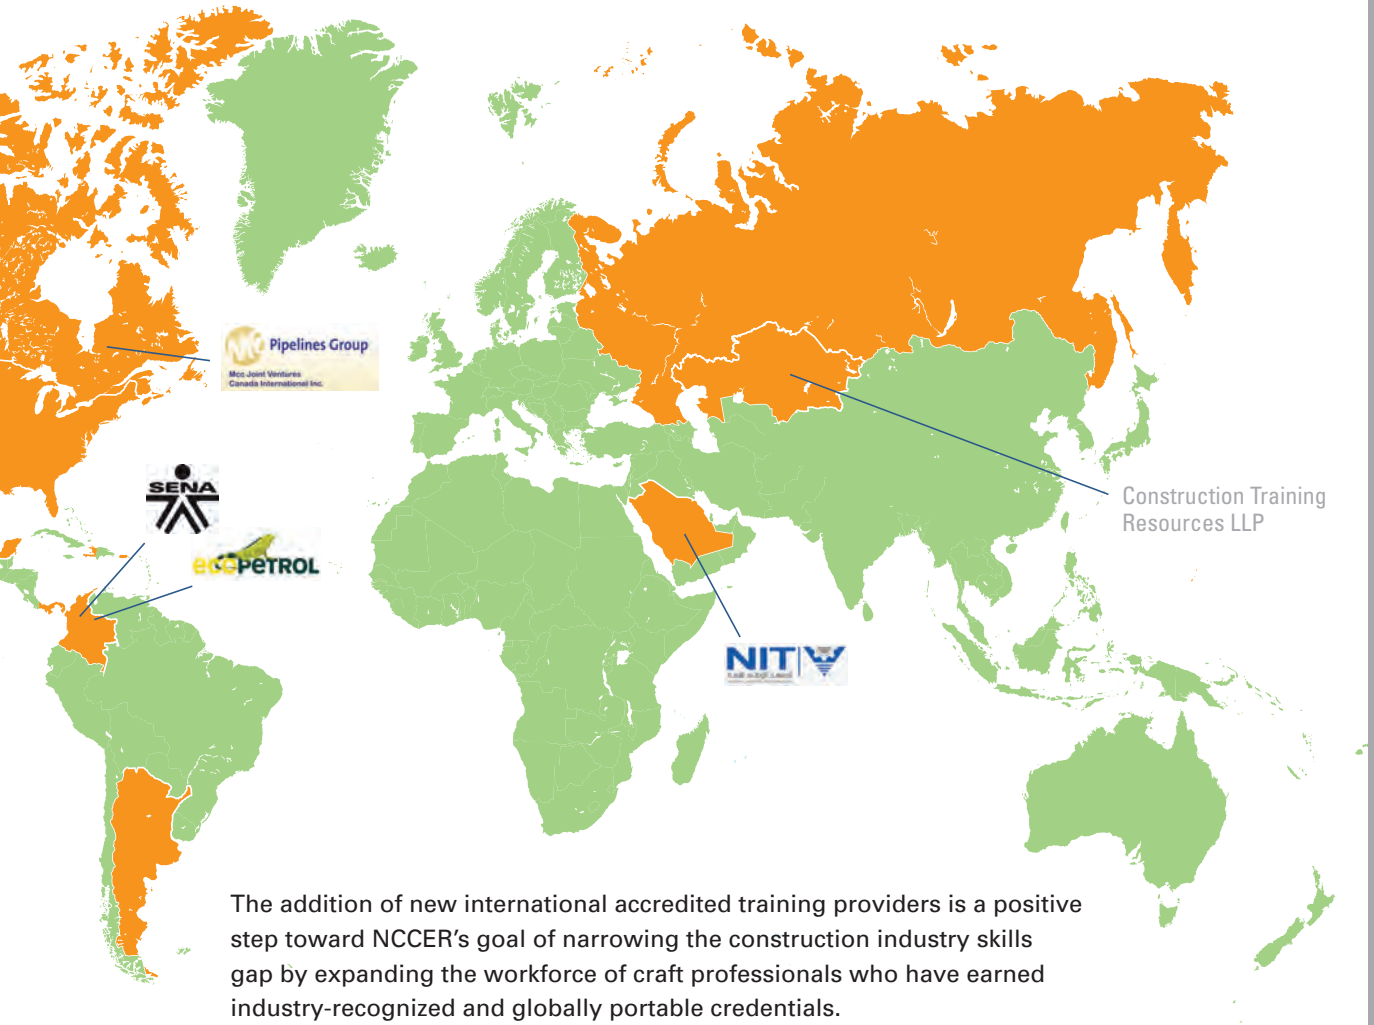 Pipelines Group
Mcc Joint Ventures
Canada International Inc.
SENA
ecoPETROL
Construction Training
Resources LLP
NIT
The addition of new international accredited training providers is a positive
step toward NCCER's goal of narrowing the construction industry skills
gap by expanding the workforce of craft professionals who have earned
industry-recognized and globally portable credentials.